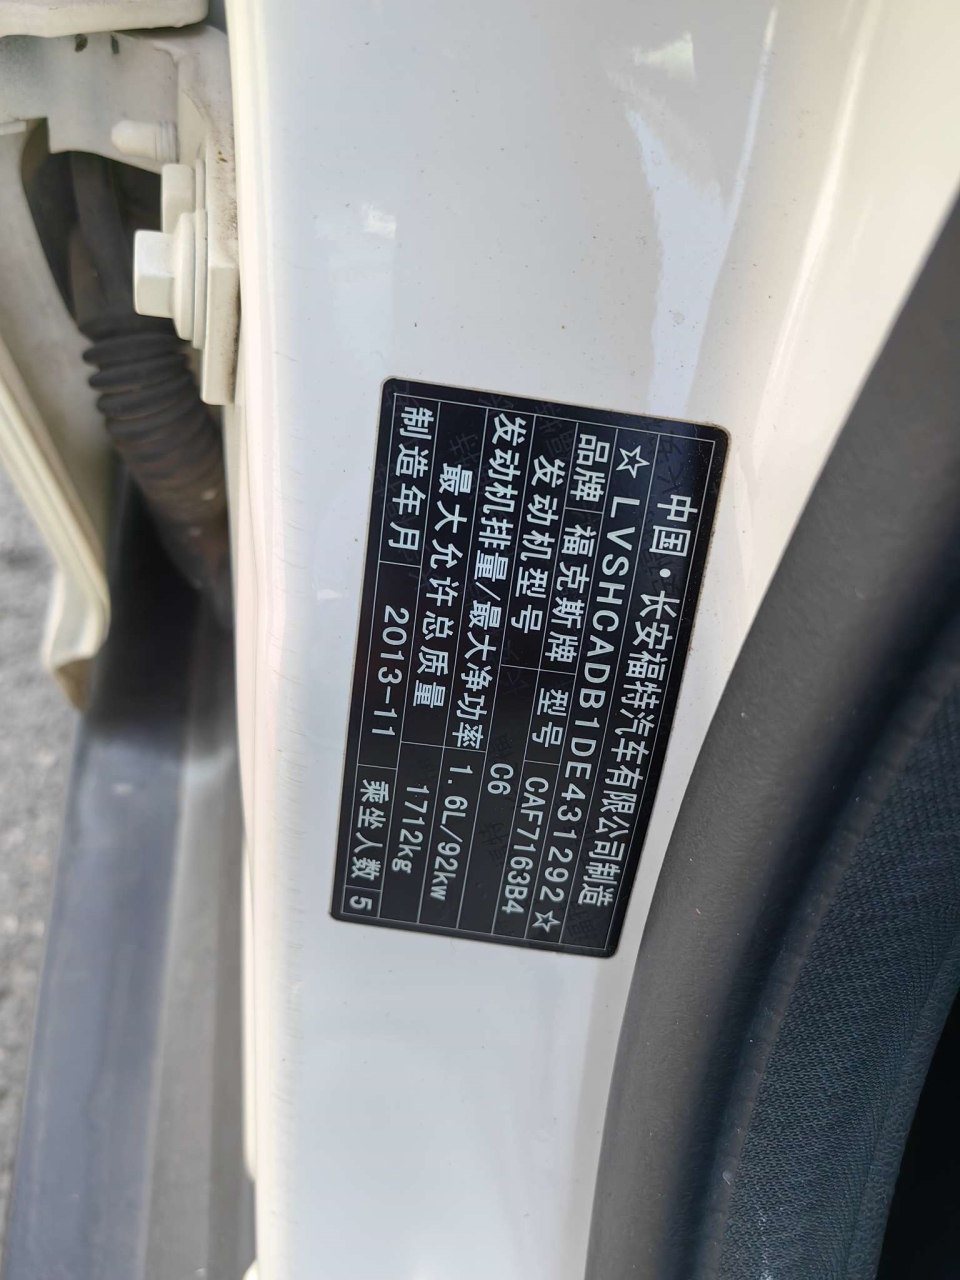 中国·长安福特汽车有限公司制造
☆LVSHCADB1DE431292☆
品牌 福克斯牌 型号 CAF7163B4
发动机型号 C6
发动机排量/最大净功率 1.6L/92kw
最大允许总质量 1712kg
制造年月 2013-11 乘坐人数 5